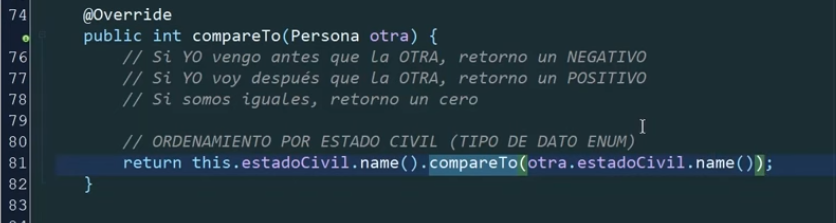 74 @Override
public int compareTo(Persona otra) {
76 // Si YO vengo antes que la OTRA, retorno un NEGATIVO
77 // Si YO voy después que la OTRA, retorno un POSITIVO
78 // Si somos iguales, retorno un cero
79
80 // ORDENAMIENTO POR ESTADO CIVIL (TIPO DE DATO ENUM)
81 return this.estadoCivil.name().compareTo(otra.estadoCivil.name());
82 }
83